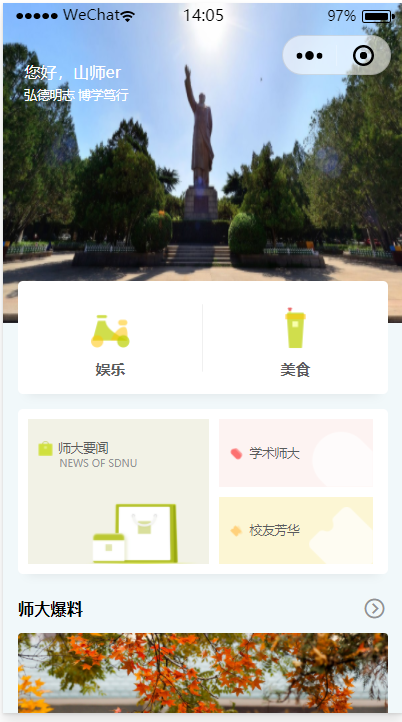 WeChat 14:05 97%
您好，山师er
弘德明志 博学笃行
娱乐
美食
师大要闻
NEWS OF SDNU
学术师大
校友芳华
师大爆料